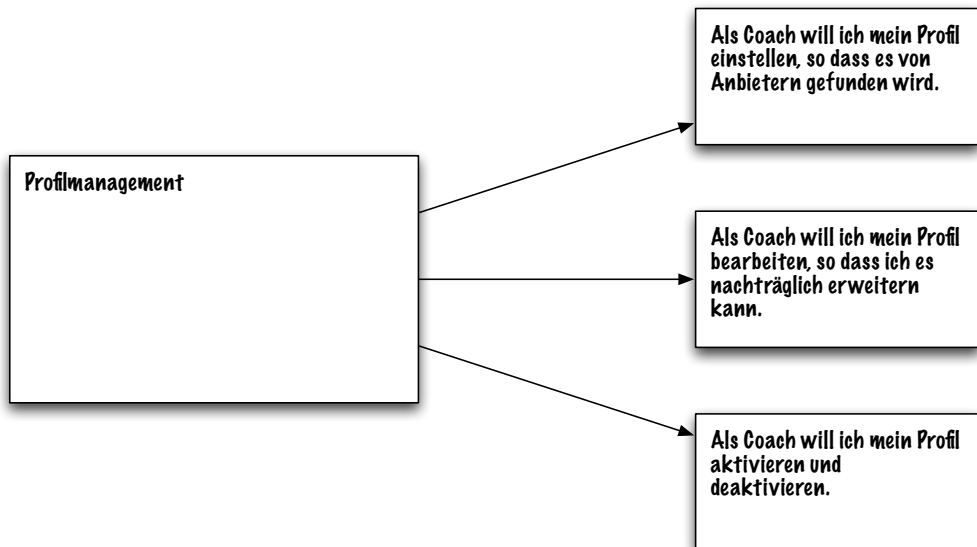 Als Coach will ich mein Profil
einstellen, so dass es von
Anbietern gefunden wird.
Profilmanagement
Als Coach will ich mein Profil
bearbeiten, so dass ich es
nachträglich erweitern
kann.
Als Coach will ich mein Profil
aktivieren und
deaktivieren.